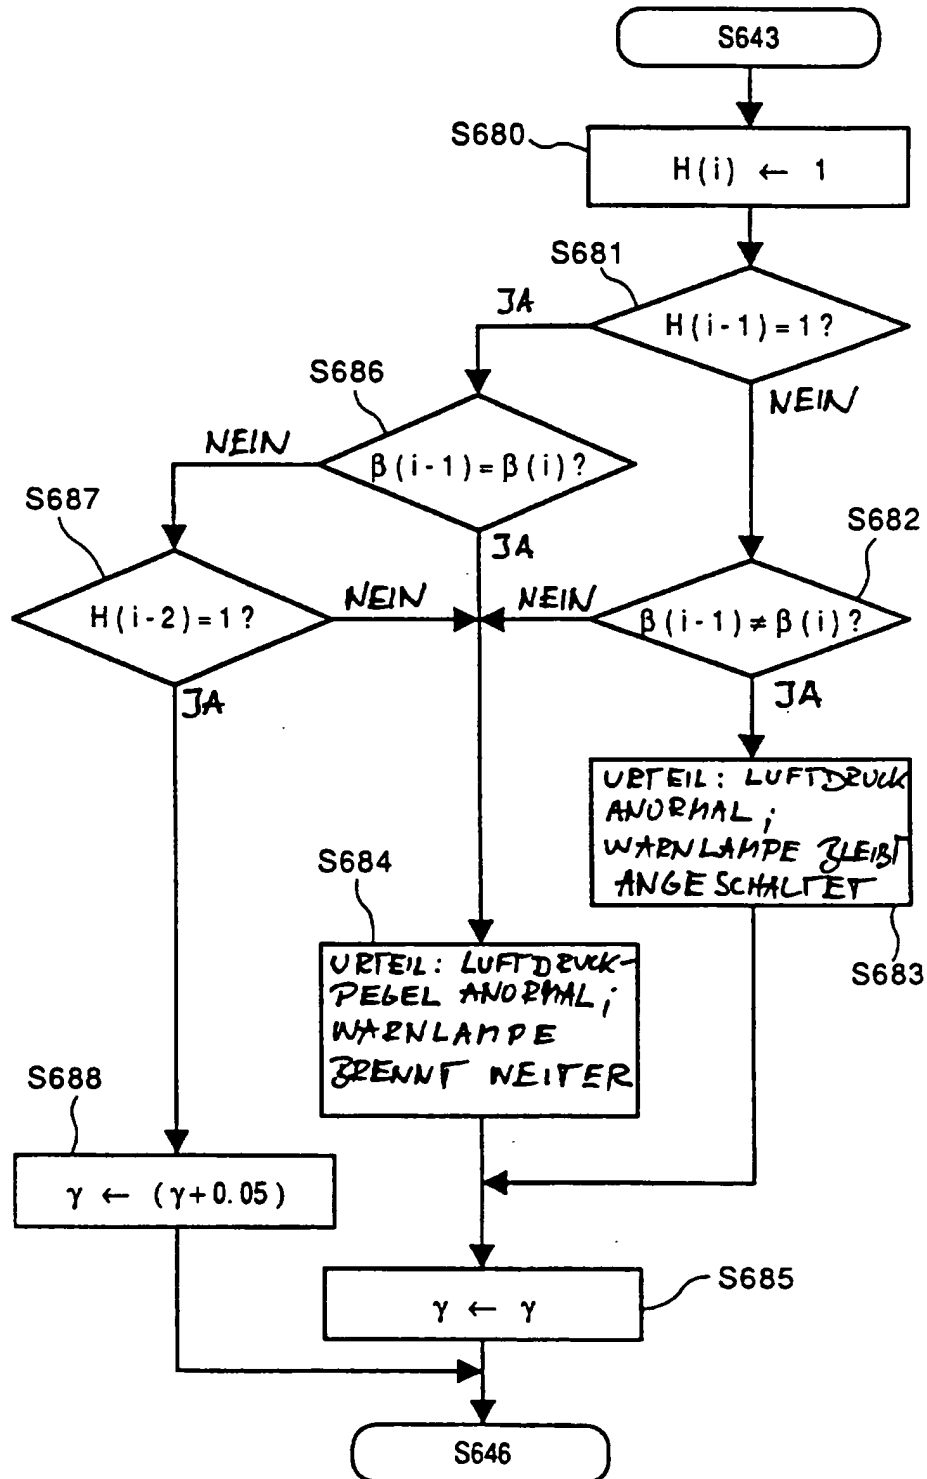 S643
S680
H(i) ← 1
S681
JA
H(i-1)=1?
S686
NEIN
NEIN
β(i-1)=β(i)?
S687
S682
JA
H(i-2)=1?
NEIN
NEIN
β(i-1)≠β(i)?
JA
JA
URTEIL: LUFTDRUCK
ANORMAL;
WARNLAMPE BLEIBT
ANGESCHALTET
S684
S683
URTEIL: LUFTDRUCK-
PEGEL ANORMAL;
WARNLAMPE
BRENNT WEITER
S688
γ ← (γ+0.05)
S685
γ ← γ
S646